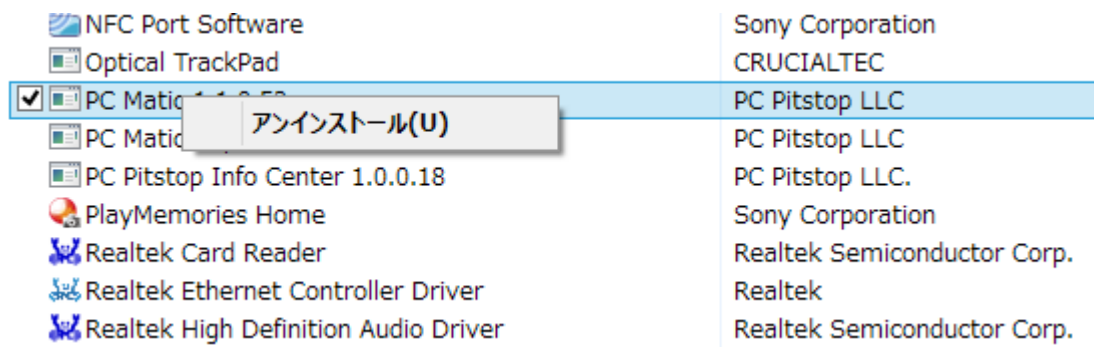 NFC Port Software Sony Corporation
Optical TrackPad CRUCIALTEC
PC Matic PC Pitstop LLC
アンインストール(U)
PC Matic PC Pitstop LLC
PC Pitstop Info Center 1.0.0.18 PC Pitstop LLC.
PlayMemories Home Sony Corporation
Realtek Card Reader Realtek Semiconductor Corp.
Realtek Ethernet Controller Driver Realtek
Realtek High Definition Audio Driver Realtek Semiconductor Corp.